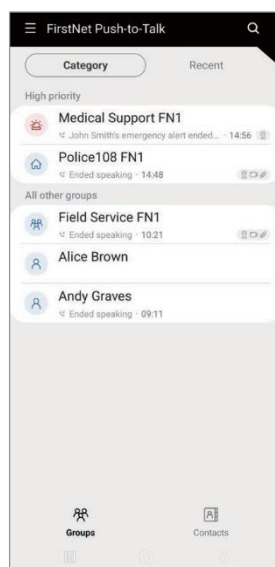 FirstNet Push-to-Talk
Category Recent
High priority
Medical Support FN1
John Smith's emergency alert ended... · 14:56
Police108 FN1
Ended speaking · 14:48
All other groups
Field Service FN1
Ended speaking · 10:21
Alice Brown
Andy Graves
Ended speaking · 09:11
Groups Contacts